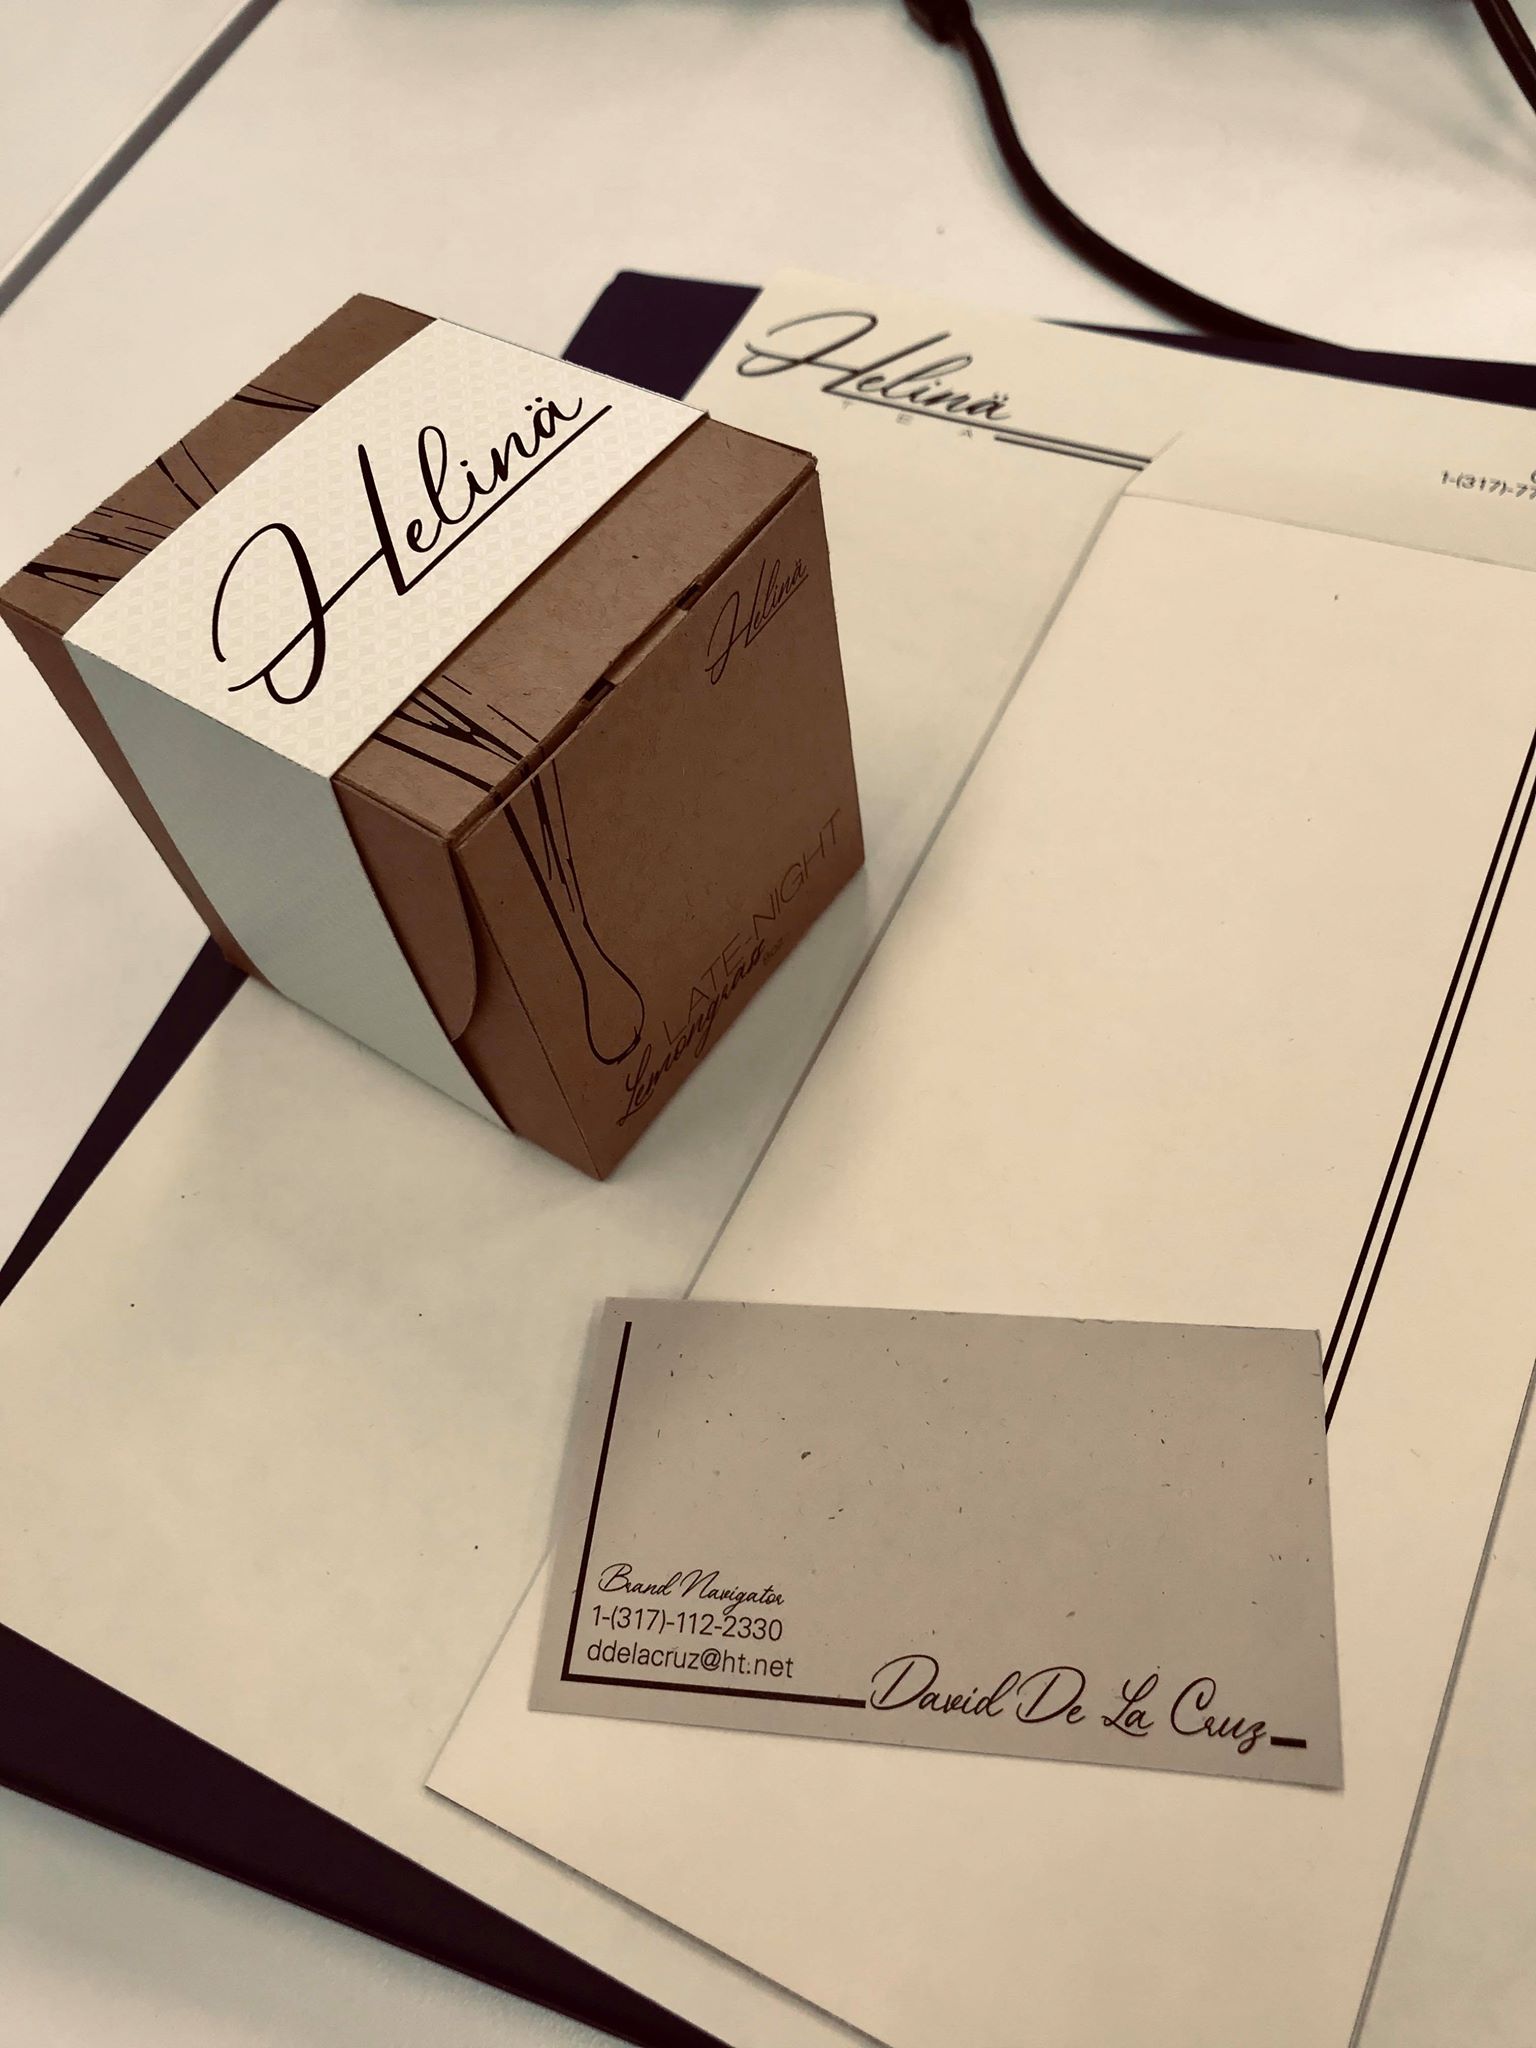 Helinä
Helinä
LATE-NIGHT
Lemongrass
Helinä
TEA
1-(317)-77
Brand Navigator
1-(317)-112-2330
ddelacruz@ht.net
David De La Cruz